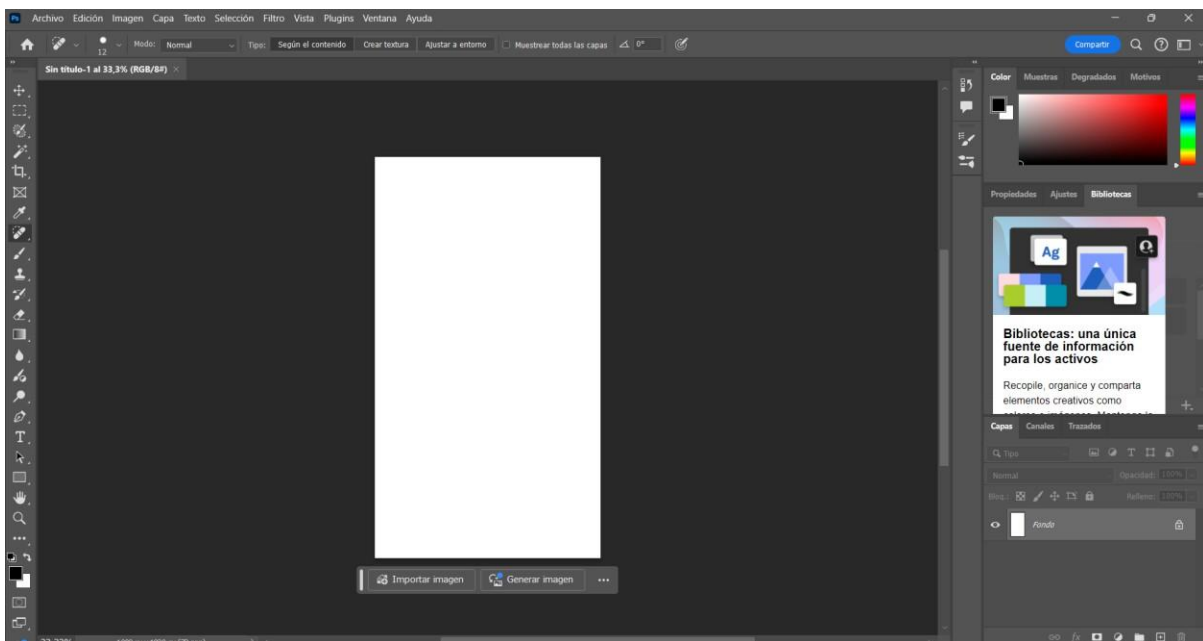 Ps Archivo Edición Imagen Capa Texto Selección Filtro Vista Plugins Ventana Ayuda
12 Modo: Normal Tipo: Según el contenido Crear textura Ajustar a entorno Muestrear todas las capas 0° Compartir
Sin título-1 al 33,3% (RGB/8#)
Color Muestras Degradados Motivos
Propiedades Ajustes Bibliotecas
Ag
Bibliotecas: una única
fuente de información
para los activos
Recopile, organice y comparta
elementos creativos como
Capas Canales Trazados
Tipo
Normal Opacidad: 100%
Bloq.: Relleno: 100%
Fondo
Importar imagen Generar imagen